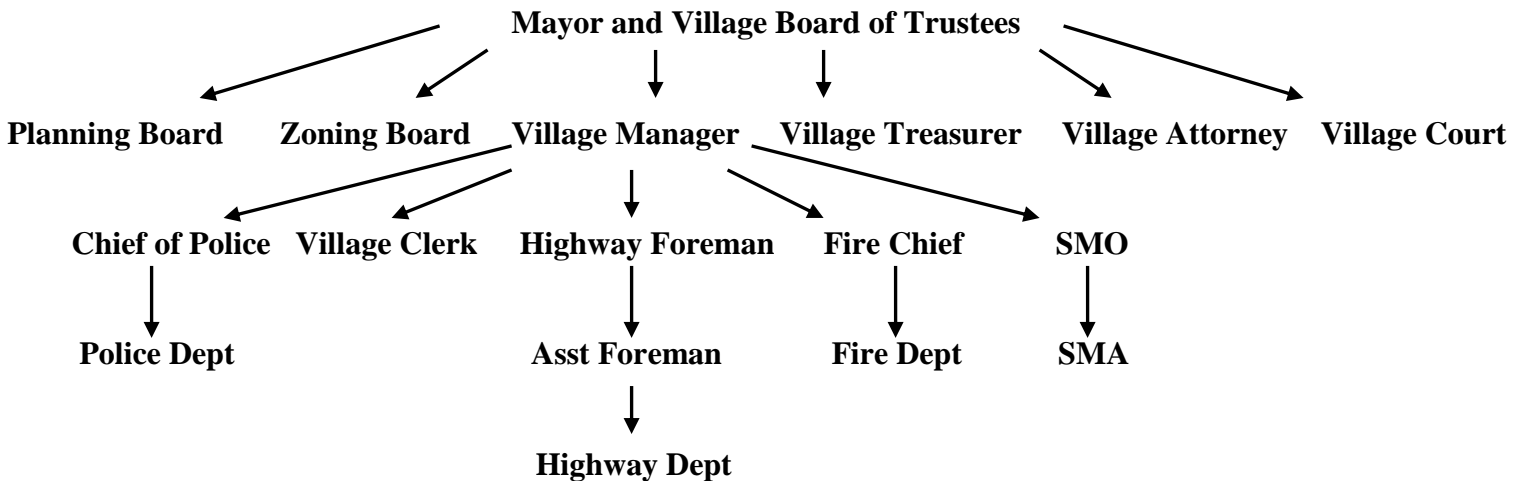 Mayor and Village Board of Trustees
Planning Board Zoning Board Village Manager Village Treasurer Village Attorney Village Court
Chief of Police Village Clerk Highway Foreman Fire Chief SMO
Police Dept Asst Foreman Fire Dept SMA
Highway Dept